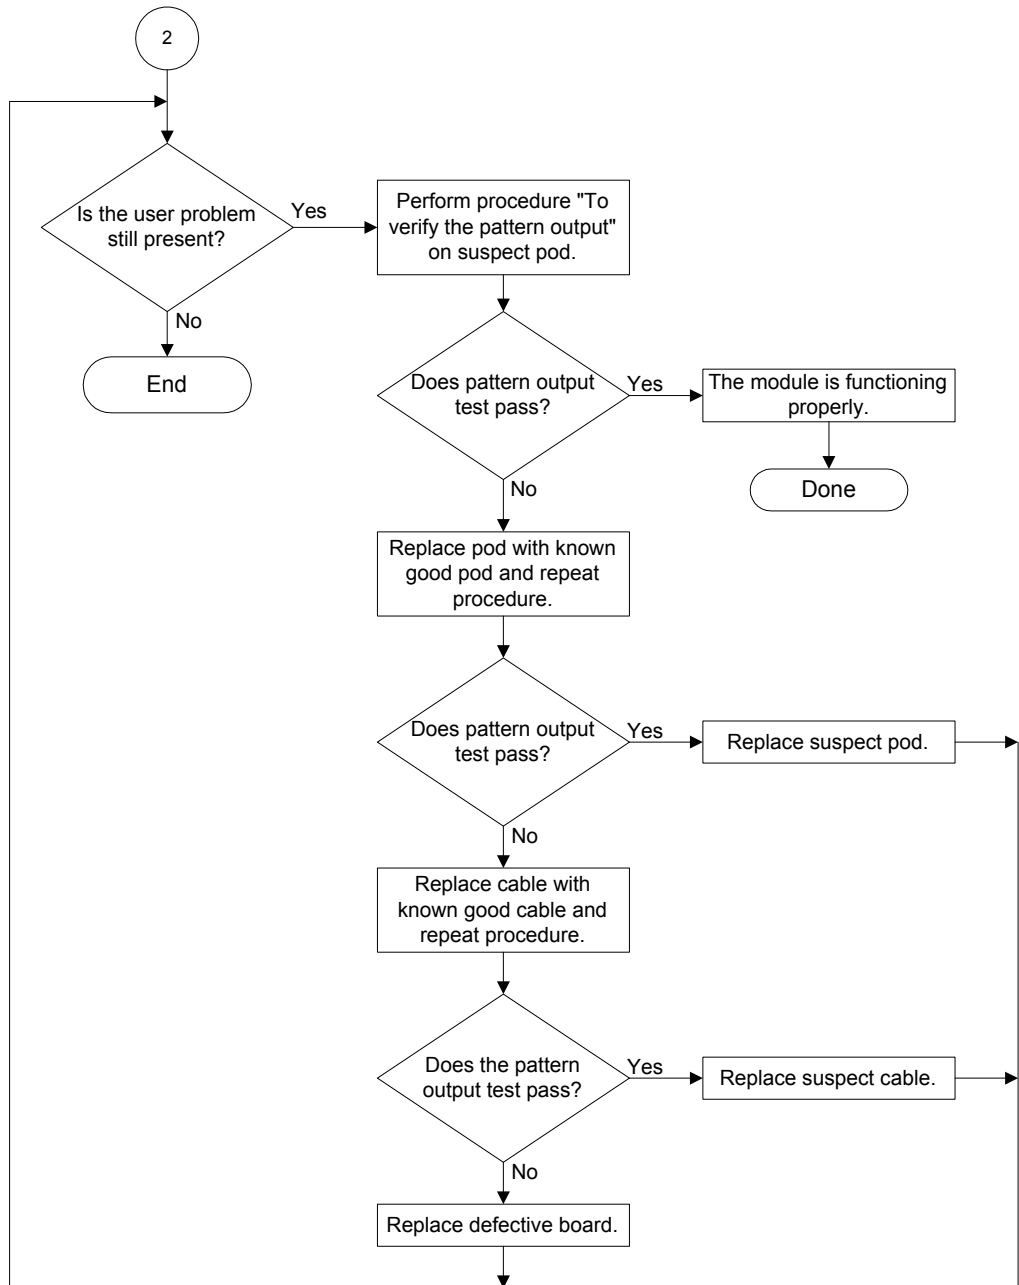 2
Is the user problem
still present?
Yes
Perform procedure "To
verify the pattern output"
on suspect pod.
No
End
Does pattern output
test pass?
Yes
The module is functioning
properly.
Done
No
Replace pod with known
good pod and repeat
procedure.
Does pattern output
test pass?
Yes
Replace suspect pod.
No
Replace cable with
known good cable and
repeat procedure.
Does the pattern
output test pass?
Yes
Replace suspect cable.
No
Replace defective board.